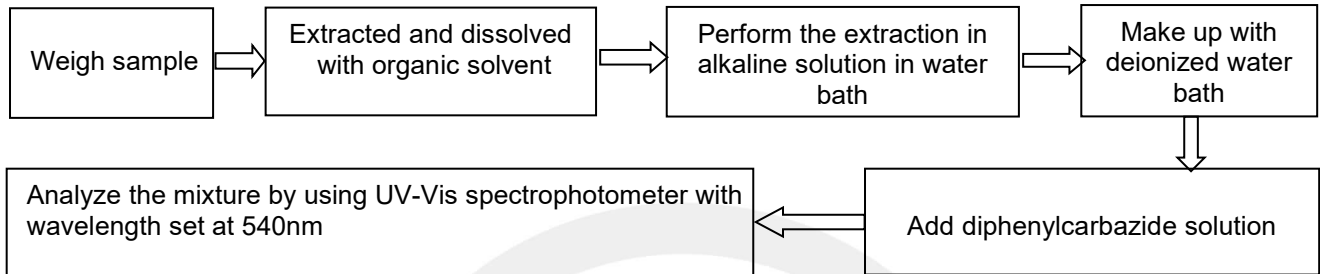 Weigh sample
Extracted and dissolved
with organic solvent
Perform the extraction in
alkaline solution in water
bath
Make up with
deionized water
bath
Add diphenylcarbazide solution
Analyze the mixture by using UV-Vis spectrophotometer with
wavelength set at 540nm